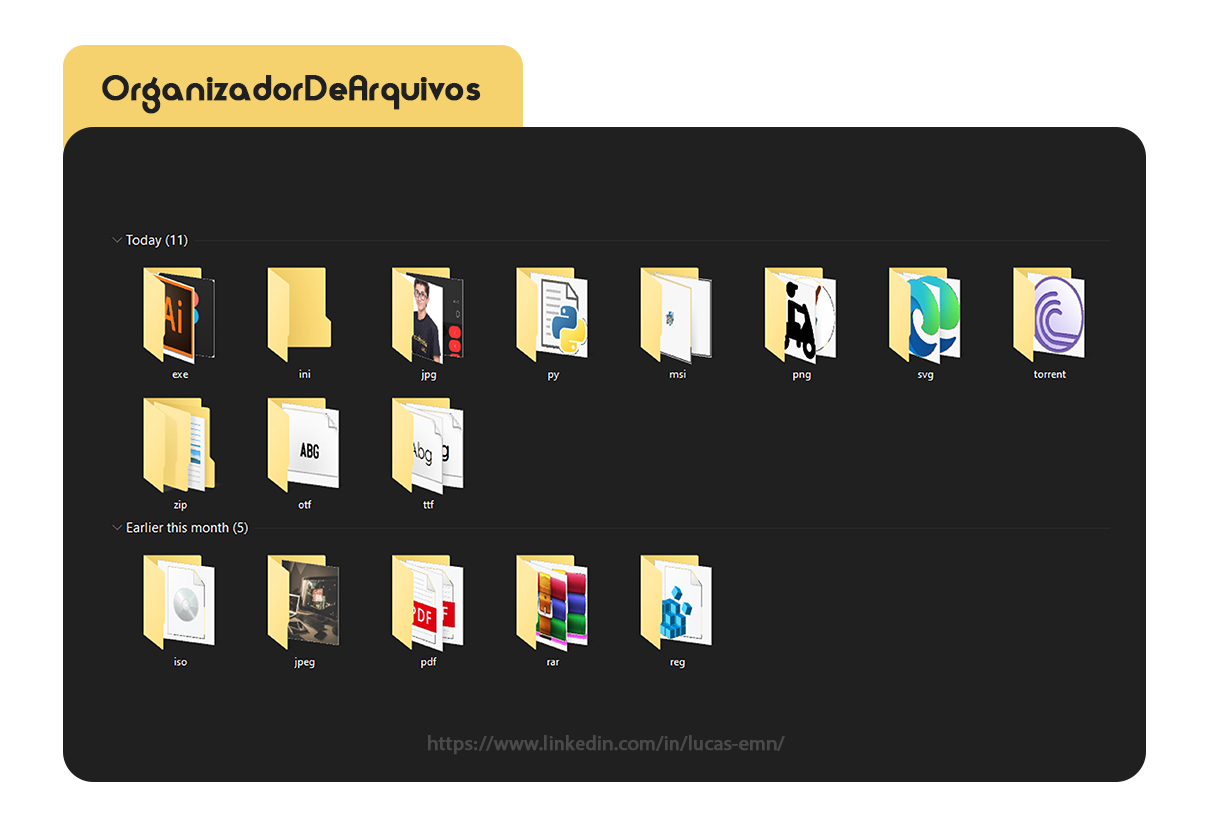 OrganizadorDeArquivos
Today (11)
exe ini jpg py msi png svg torrent
Ai
zip otf ttf
ABG Abg g
Earlier this month (5)
iso jpeg pdf rar reg
PDF F
https://www.linkedin.com/in/lucas-emn/